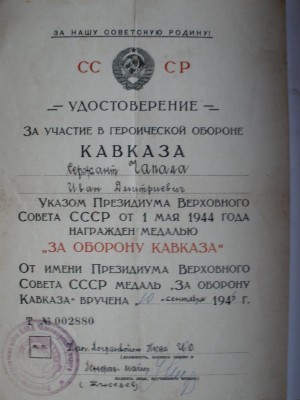 ЗА НАШУ СОВЕТСКУЮ РОДИНУ!
СС СР
УДОСТОВЕРЕНИЕ
ЗА УЧАСТИЕ В ГЕРОИЧЕСКОЙ ОБОРОНЕ
КАВКАЗА
Сержант
Иван Дмитриевич
УКАЗОМ ПРЕЗИДИУМА ВЕРХОВНОГО
СОВЕТА СССР ОТ 1 МАЯ 1944 ГОДА
НАГРАЖДЕН МЕДАЛЬЮ
„ЗА ОБОРОНУ КАВКАЗА“
ОТ ИМЕНИ ПРЕЗИДИУМА ВЕРХОВНОГО
СОВЕТА СССР МЕДАЛЬ „ЗА ОБОРОНУ
КАВКАЗА“ ВРУЧЕНА „10 сентября 194 Г.
Т № 002880
М.П.
Генерал-майор